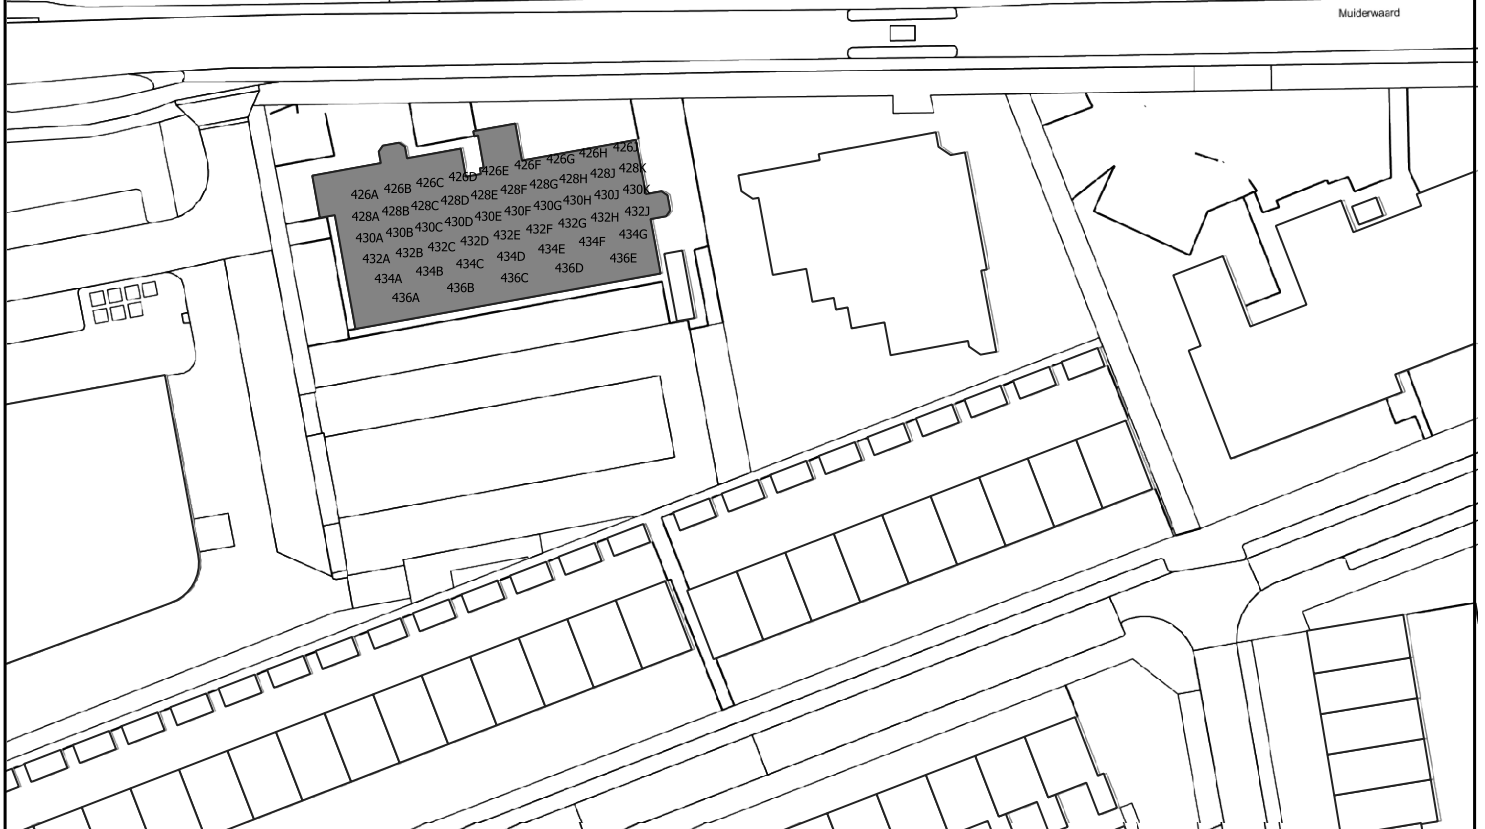 Muiderwaard
426A 426B 426C 426D 426E 426F 426G 426H 426J
428A 428B 428C 428D 428E 428F 428G 428H 428J 428K
430A 430B 430C 430D 430E 430F 430G 430H 430J 430K
432A 432B 432C 432D 432E 432F 432G 432H 432J
434A 434B 434C 434D 434E 434F 434G
436A 436B 436C 436D 436E